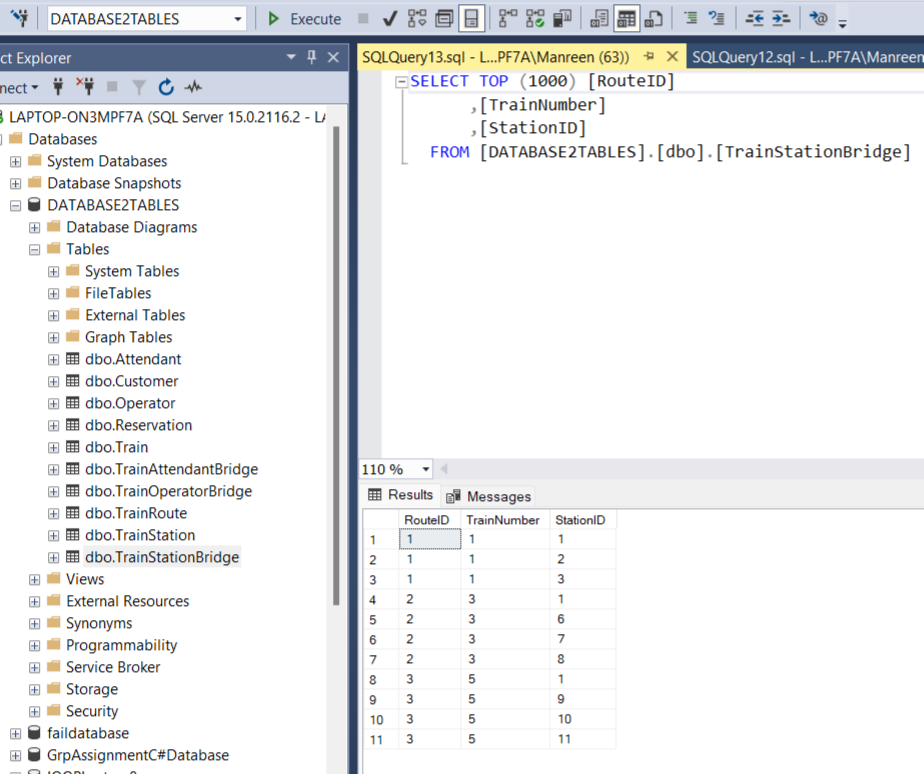 DATABASE2TABLES
Execute
ct Explorer
SQLQuery13.sql - L...PF7A\Manreen (63))
SQLQuery12.sql - L...PF7A\Manreen
nect
LAPTOP-ON3MPF7A (SQL Server 15.0.2116.2 - LA
Databases
System Databases
Database Snapshots
DATABASE2TABLES
Database Diagrams
Tables
System Tables
FileTables
External Tables
Graph Tables
dbo.Attendant
dbo.Customer
dbo.Operator
dbo.Reservation
dbo.Train
dbo.TrainAttendantBridge
dbo.TrainOperatorBridge
dbo.TrainRoute
dbo.TrainStation
dbo.TrainStationBridge
Views
External Resources
Synonyms
Programmability
Service Broker
Storage
Security
faildatabase
GrpAssignmentC#Database
SELECT TOP (1000) [RouteID]
,[TrainNumber]
,[StationID]
FROM [DATABASE2TABLES].[dbo].[TrainStationBridge]
110 %
Results Messages
RouteID TrainNumber StationID
1 1 1 1
2 1 1 2
3 1 1 3
4 2 3 1
5 2 3 6
6 2 3 7
7 2 3 8
8 3 5 1
9 3 5 9
10 3 5 10
11 3 5 11